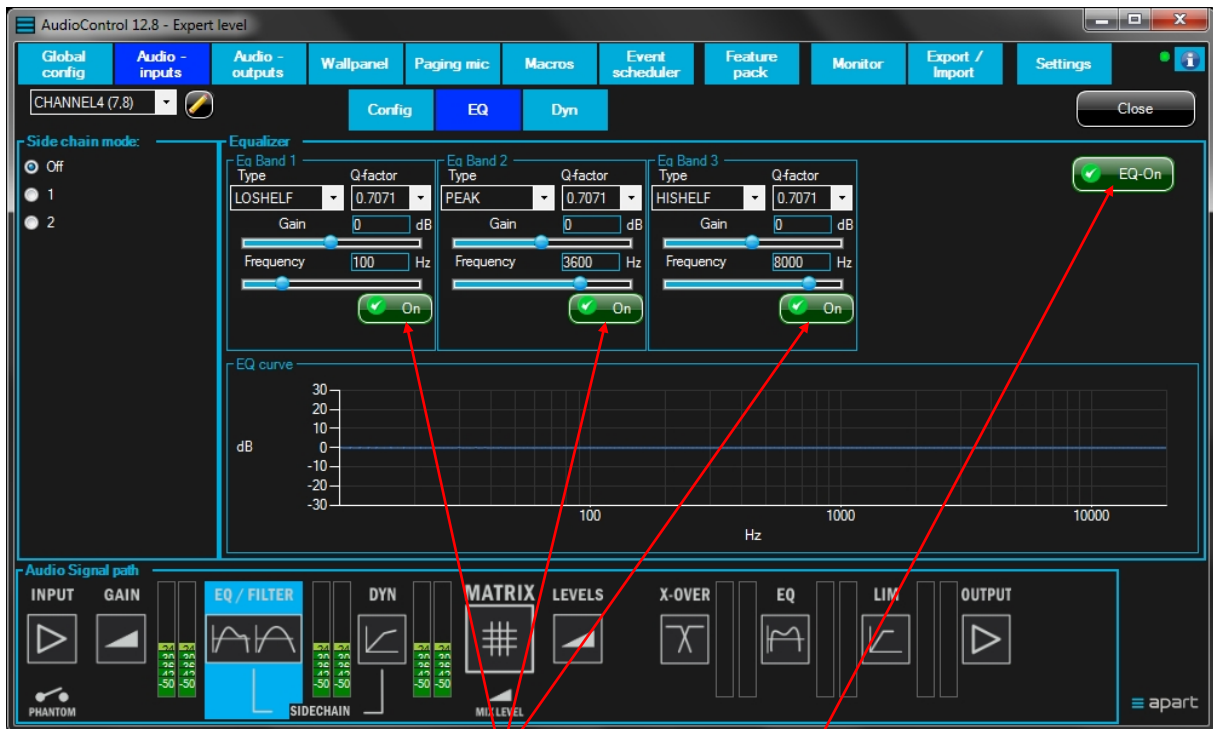 AudioControl 12.8 - Expert level
Global config
Audio - inputs
Audio - outputs
Wallpanel
Paging mic
Macros
Event scheduler
Feature pack
Monitor
Export / Import
Settings
CHANNEL4 (7,8)
Config
EQ
Dyn
Close
Side chain mode:
Off
1
2
Equalizer
EQ-On
Eq Band 1
Type Q-factor
LOSHELF 0.7071
Gain 0 dB
Frequency 100 Hz
On
Eq Band 2
Type Q-factor
PEAK 0.7071
Gain 0 dB
Frequency 3600 Hz
On
Eq Band 3
Type Q-factor
HISHELF 0.7071
Gain 0 dB
Frequency 8000 Hz
On
EQ curve
30
20
10
dB 0
-10
-20
-30
100 1000 10000
Hz
Audio Signal path
INPUT GAIN EQ / FILTER DYN MATRIX LEVELS X-OVER EQ LIM OUTPUT
-50 -50 -50 -50 -50 -50
PHANTOM SIDECHAIN MIX LEVEL
apart